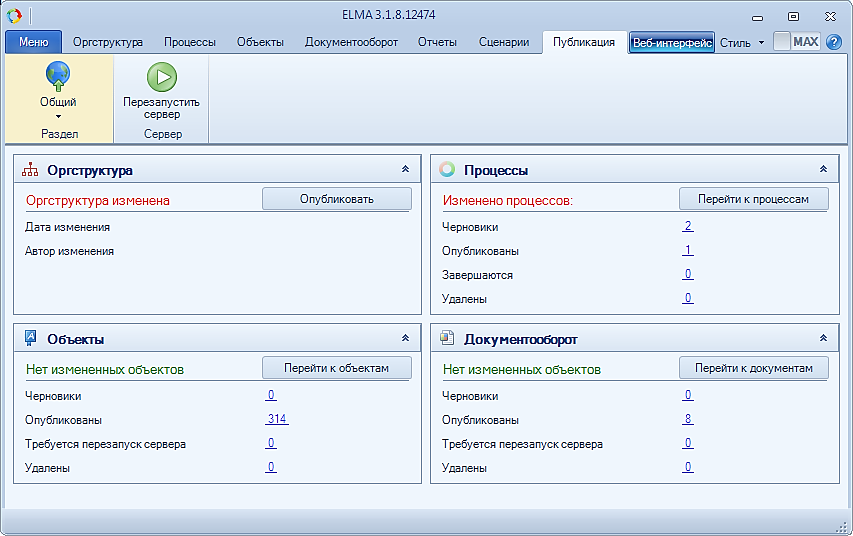 ELMA 3.1.8.12474
Меню Оргструктура Процессы Объекты Документооборот Отчеты Сценарии Публикация Веб-интерфейс Стиль MAX ?
Общий
Раздел
Перезапустить
сервер
Сервер
Оргструктура
Оргструктура изменена Опубликовать
Дата изменения
Автор изменения
Процессы
Изменено процессов: Перейти к процессам
Черновики 2
Опубликованы 1
Завершаются 0
Удалены 0
Объекты
Нет измененных объектов Перейти к объектам
Черновики 0
Опубликованы 314
Требуется перезапуск сервера 0
Удалены 0
Документооборот
Нет измененных объектов Перейти к документам
Черновики 0
Опубликованы 8
Требуется перезапуск сервера 0
Удалены 0